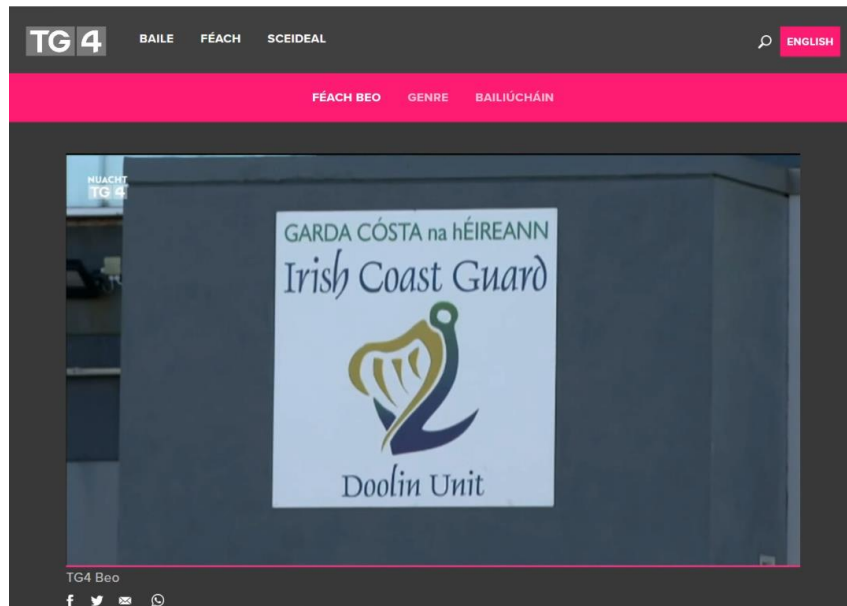 TG4 BAILE FÉACH SCEIDEAL ENGLISH
FÉACH BEO GENRE BAILIÚCHÁIN
NUACHT
TG4
GARDA CÓSTA na hÉIREANN
Irish Coast Guard
Doolin Unit
TG4 Beo